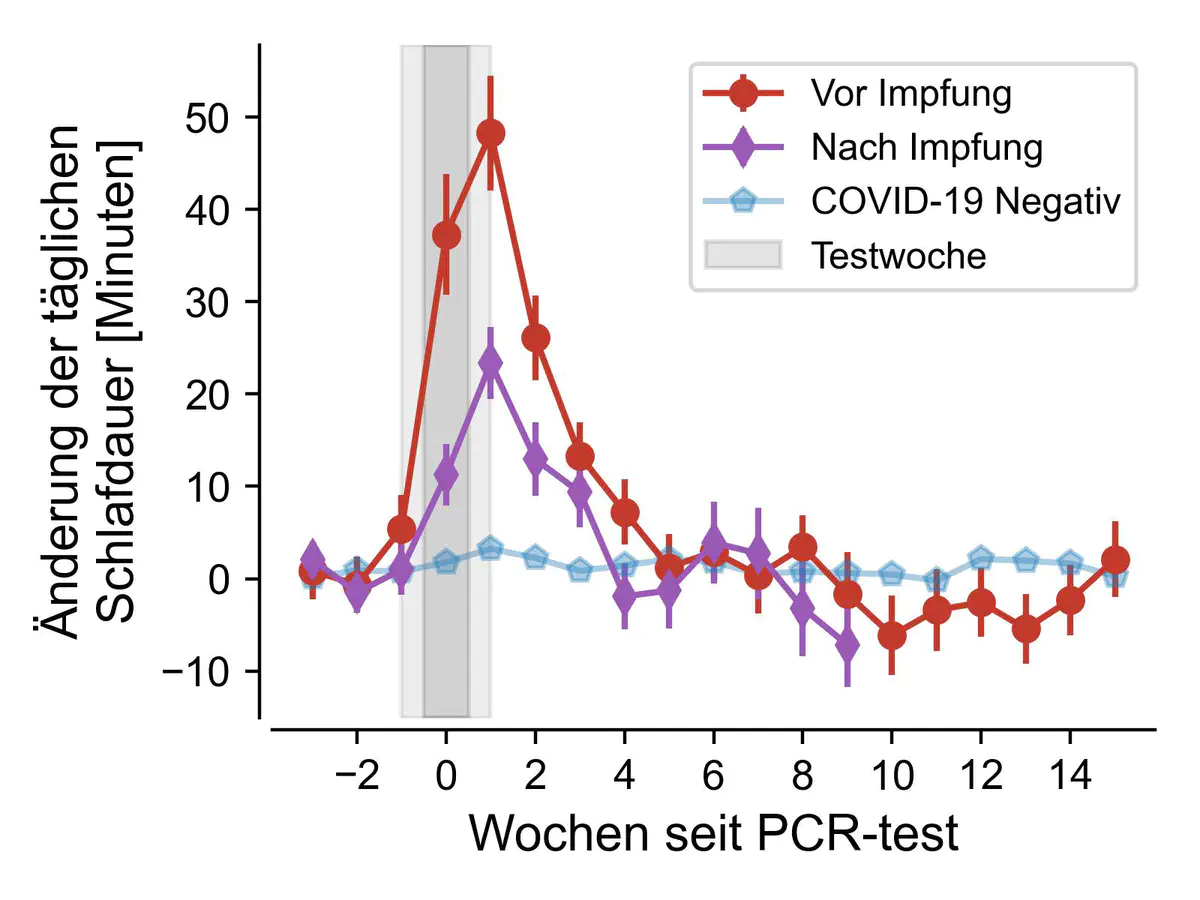 Änderung der täglichen
Schlafdauer [Minuten]
50
40
30
20
10
0
−10
Vor Impfung
Nach Impfung
COVID-19 Negativ
Testwoche
−2 0 2 4 6 8 10 12 14
Wochen seit PCR-test